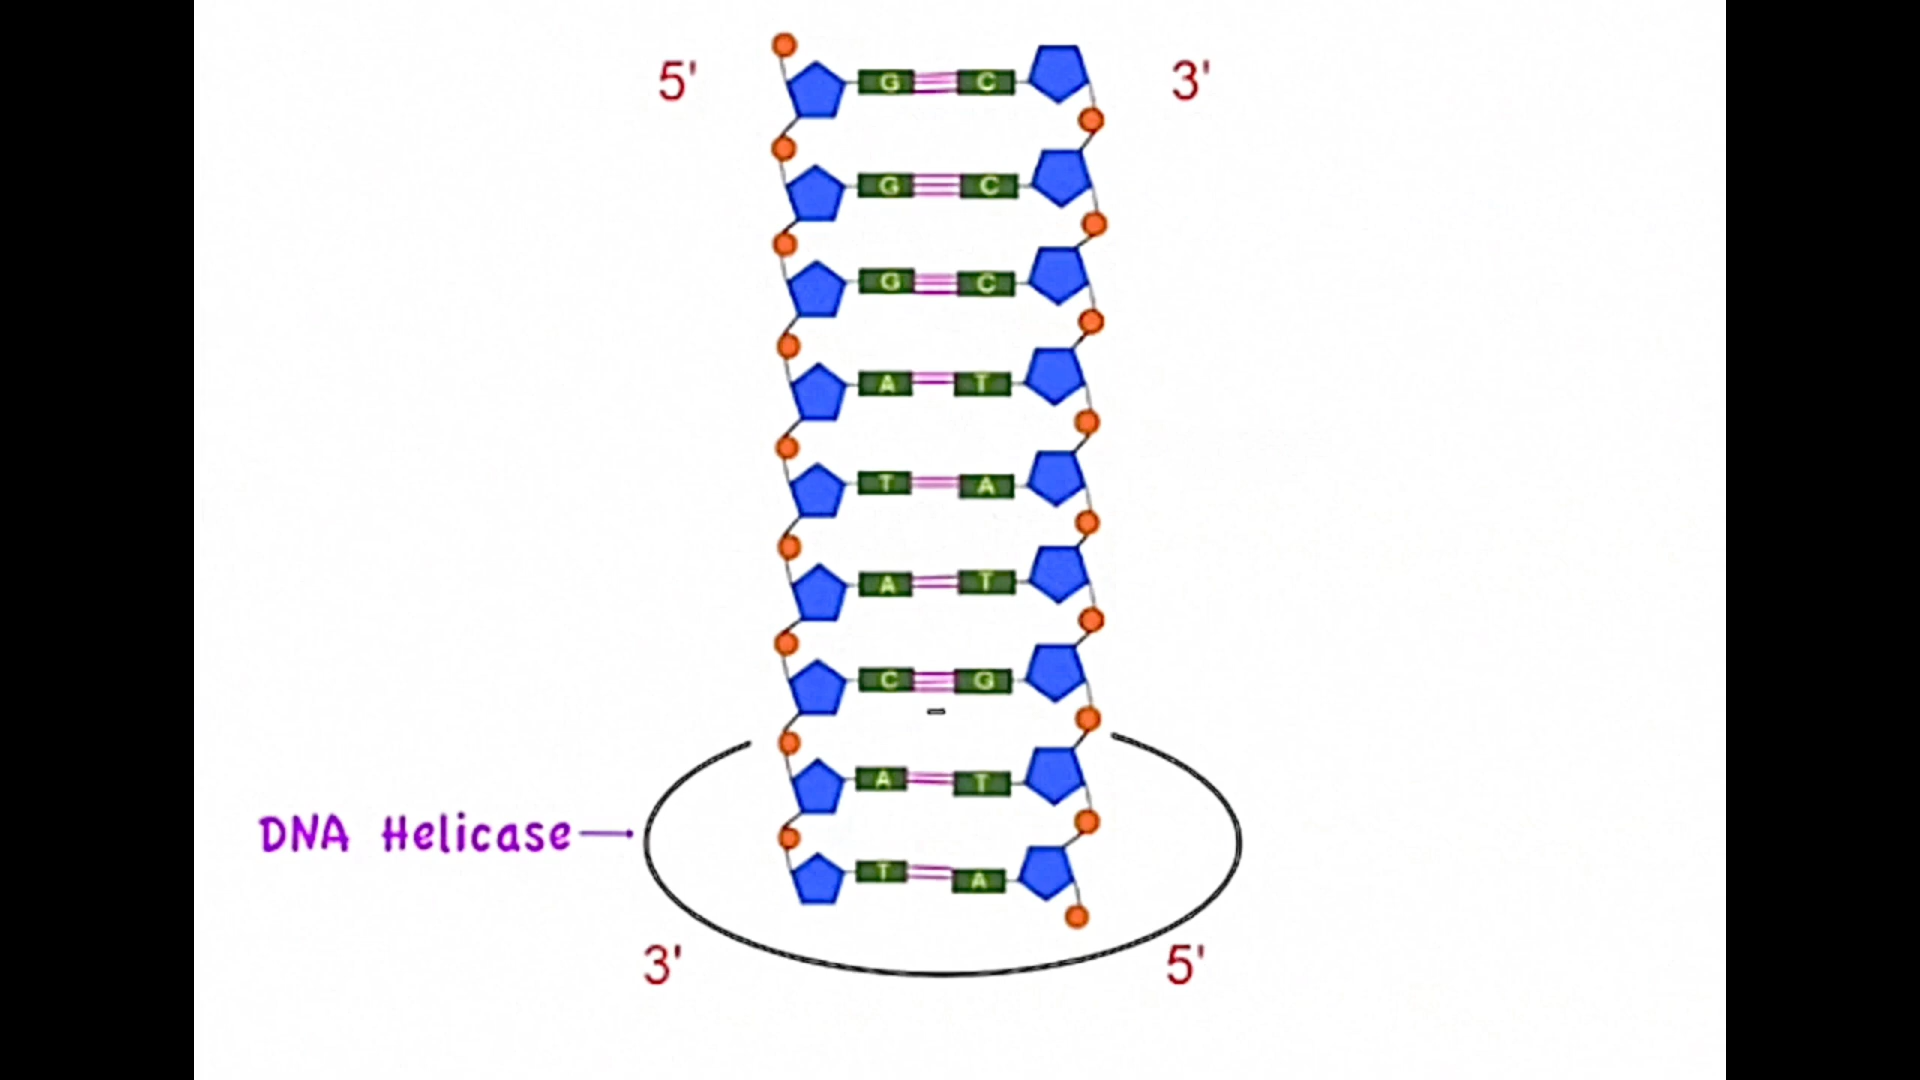 5' G C 3'
G C
G C
A T
T A
A T
C G
A T
DNA Helicase
T A
3' 5'